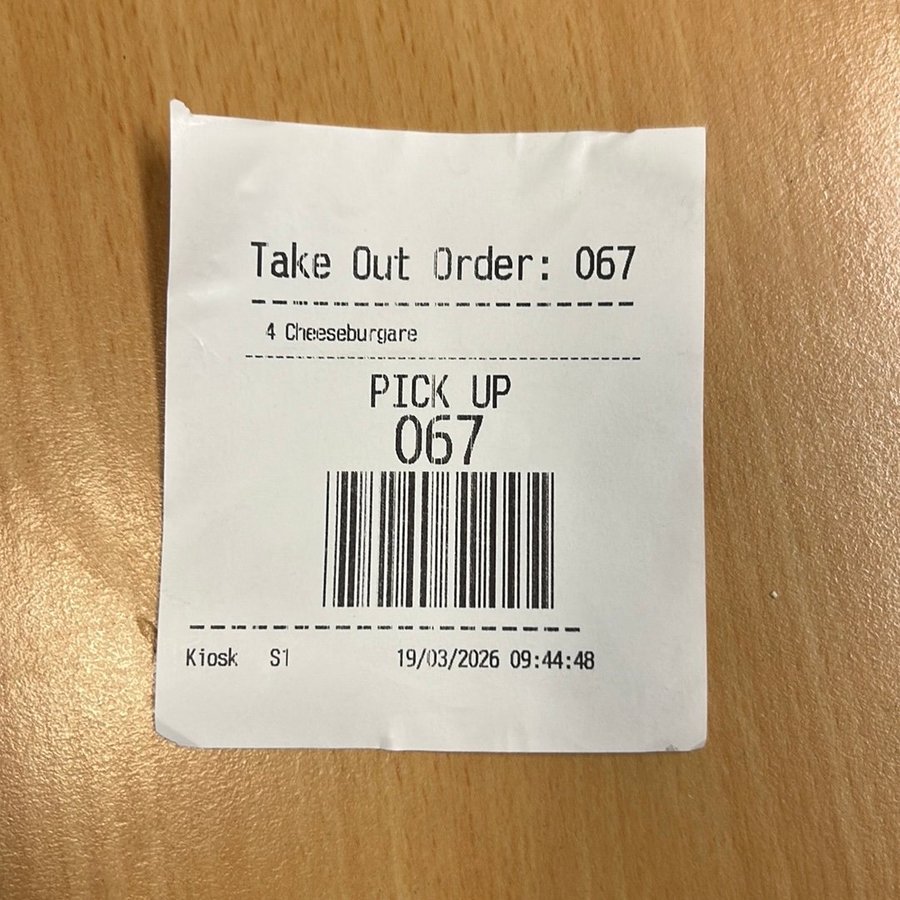 Take Out Order: 067
4 Cheeseburgare
PICK UP
067
Kiosk S1 19/03/2026 09:44:48